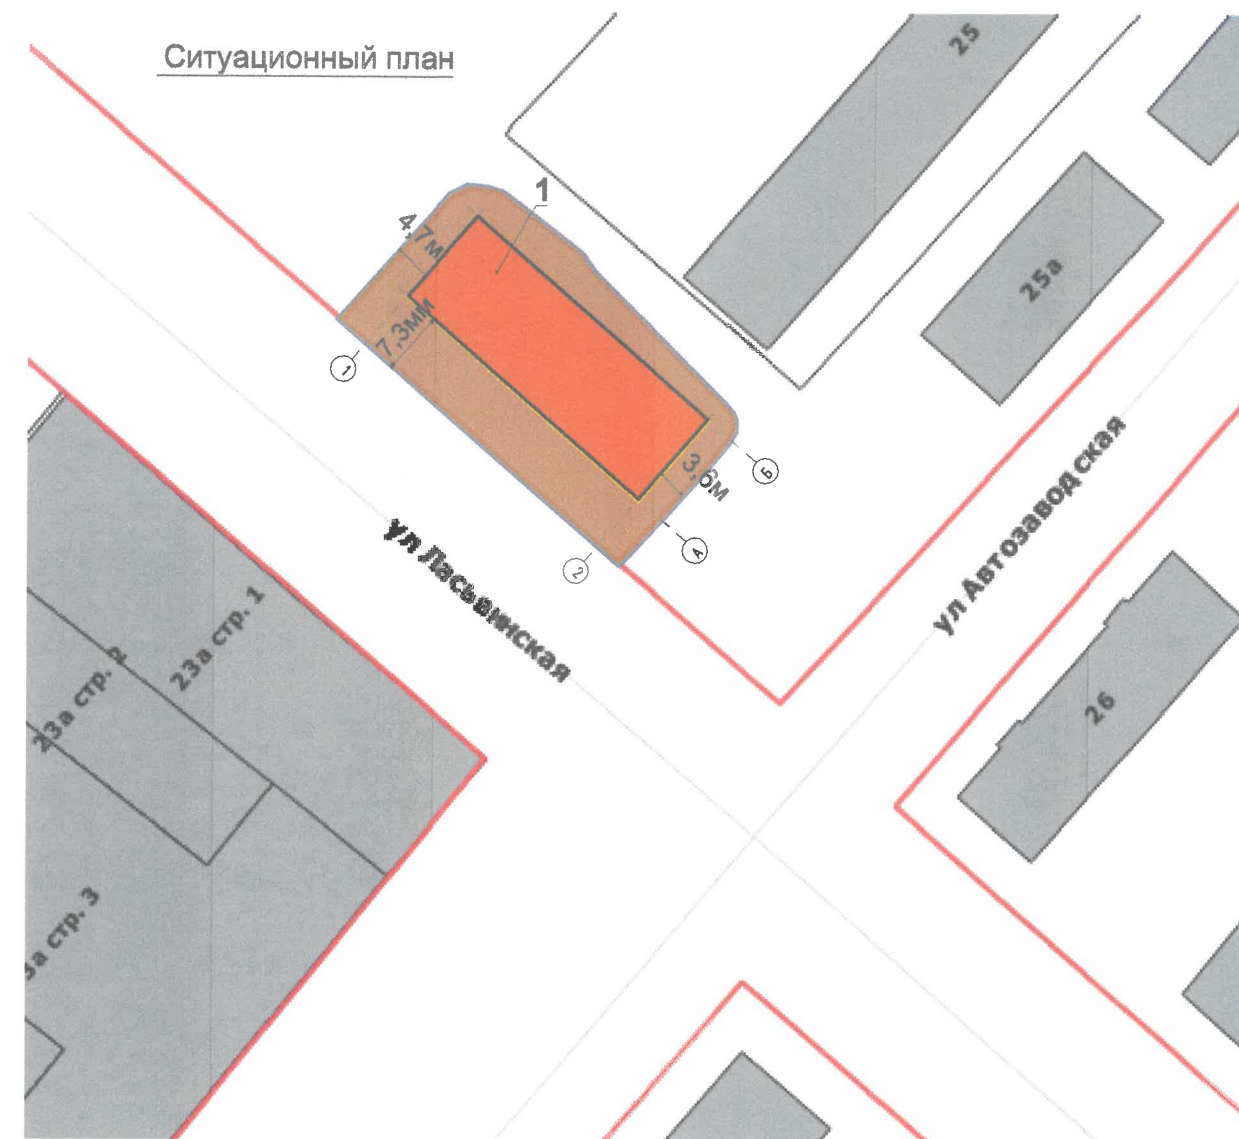 Ситуационный план
25
1
4,7м
25а
7,3мм
1
Б
3,6м
А
2
ул Автозаводская
ул Ласьвинская
23а стр. 1
23а стр. 2
26
3а стр. 3